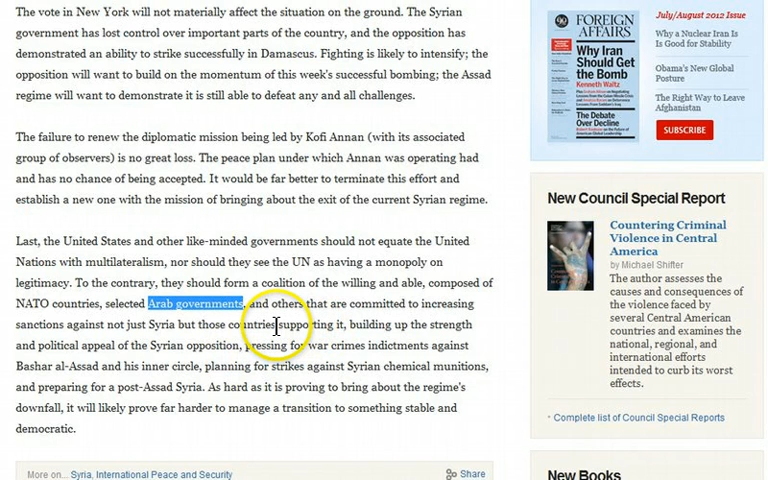 The vote in New York will not materially affect the situation on the ground. The Syrian
government has lost control over important parts of the country, and the opposition has
demonstrated an ability to strike successfully in Damascus. Fighting is likely to intensify; the
opposition will want to build on the momentum of this week's successful bombing; the Assad
regime will want to demonstrate it is still able to defeat any and all challenges.
The failure to renew the diplomatic mission being led by Kofi Annan (with its associated
group of observers) is no great loss. The peace plan under which Annan was operating had
and has no chance of being accepted. It would be far better to terminate this effort and
establish a new one with the mission of bringing about the exit of the current Syrian regime.
Last, the United States and other like-minded governments should not equate the United
Nations with multilateralism, nor should they see the UN as having a monopoly on
legitimacy. To the contrary, they should form a coalition of the willing and able, composed of
NATO countries, selected Arab governments, and others that are committed to increasing
sanctions against not just Syria but those countries supporting it, building up the strength
and political appeal of the Syrian opposition, pressing for war crimes indictments against
Bashar al-Assad and his inner circle, planning for strikes against Syrian chemical munitions,
and preparing for a post-Assad Syria. As hard as it is proving to bring about the regime's
downfall, it will likely prove far harder to manage a transition to something stable and
democratic.
More on... Syria, International Peace and Security
Share
FOREIGN
AFFAIRS
Why Iran
Should Get
the Bomb
Kenneth Waltz
The Debate
Over Decline
July/August 2012 Issue
Why a Nuclear Iran Is
Is Good for Stability
Obama's New Global
Posture
The Right Way to Leave
Afghanistan
SUBSCRIBE
New Council Special Report
Countering Criminal
Violence in Central
America
by Michael Shifter
The author assesses the
causes and consequences of
the violence faced by
several Central American
countries and examines the
national, regional, and
international efforts
intended to curb its worst
effects.
Complete list of Council Special Reports
New Books